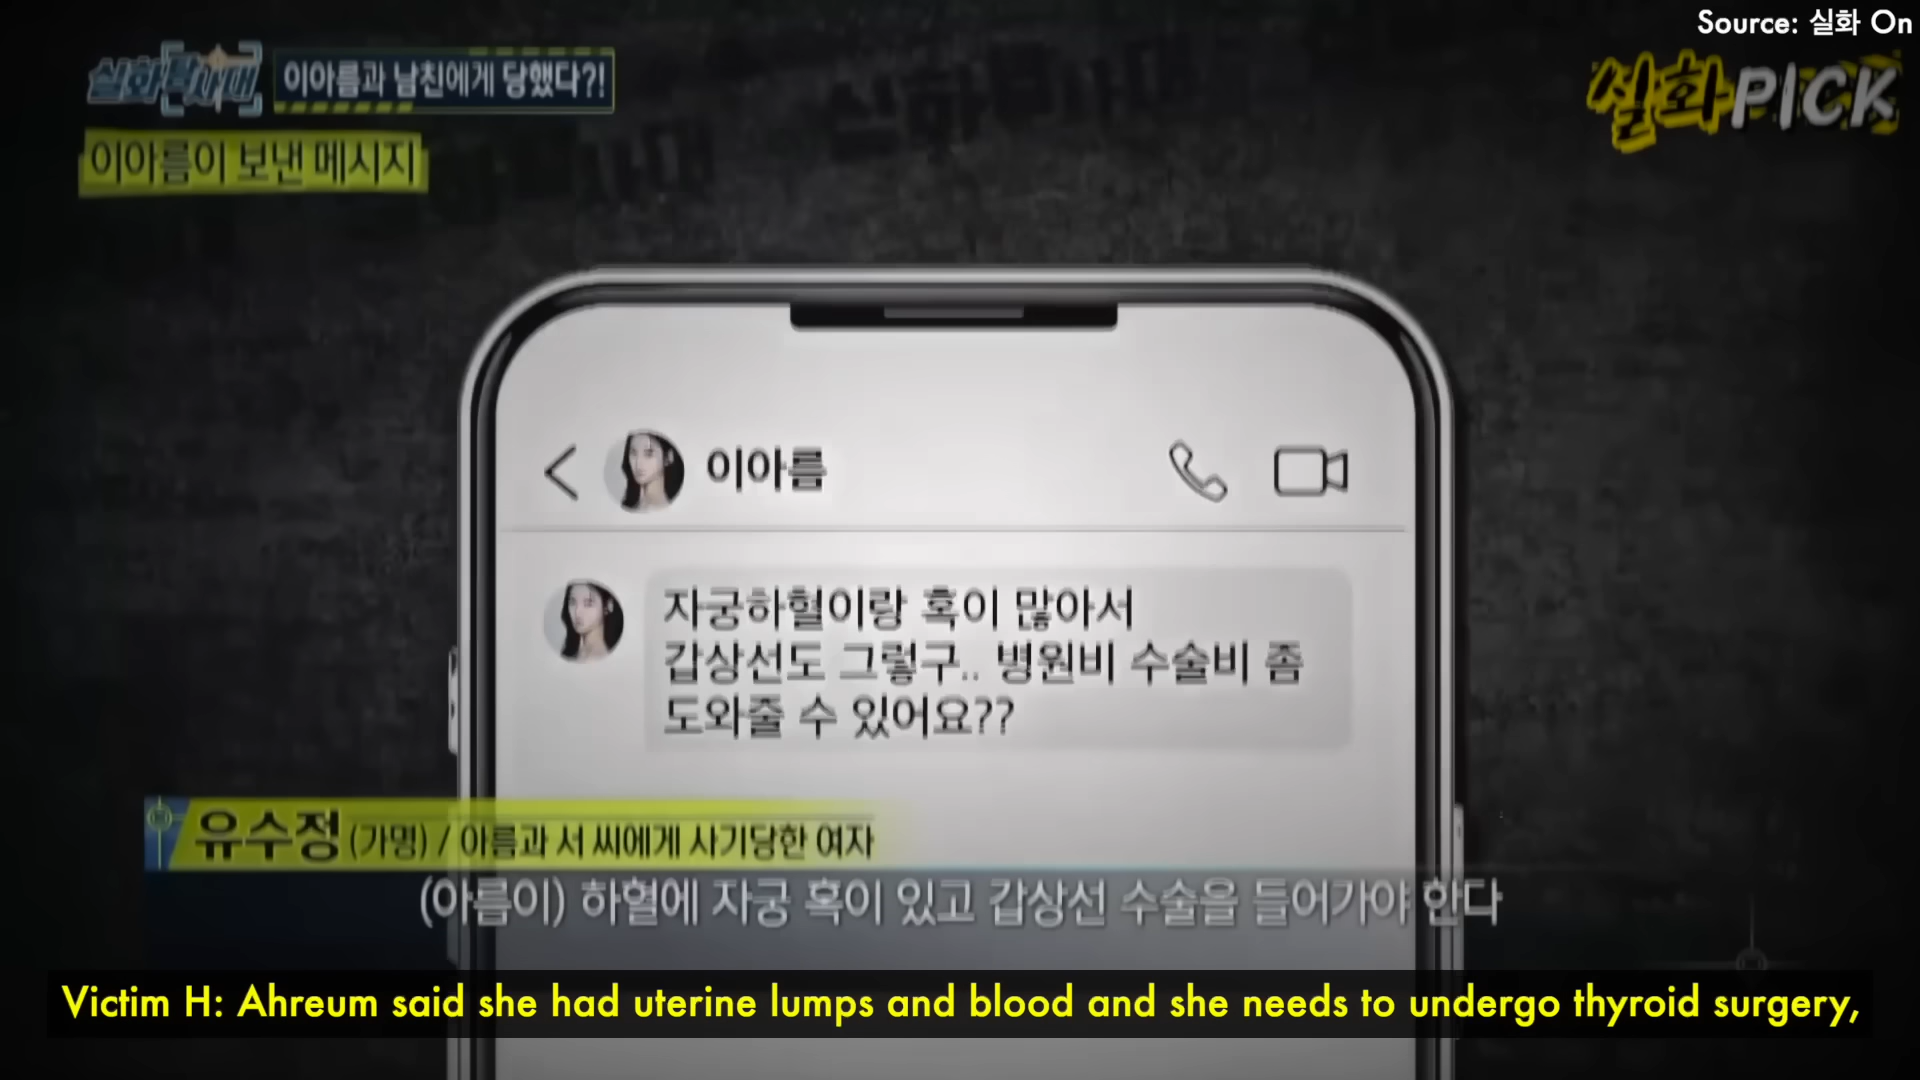 Source: 실화 On
실화탐사대
이아름과 남친에게 당했다?!
실화PICK
이아름이 보낸 메시지
이아름
자궁하혈이랑 혹이 많아서
갑상선도 그렇구.. 병원비 수술비 좀
도와줄 수 있어요??
유수정 (가명) / 아름과 서 씨에게 사기당한 여자
(아름이) 하혈에 자궁 혹이 있고 갑상선 수술을 들어가야 한다
Victim H: Ahreum said she had uterine lumps and blood and she needs to undergo thyroid surgery,